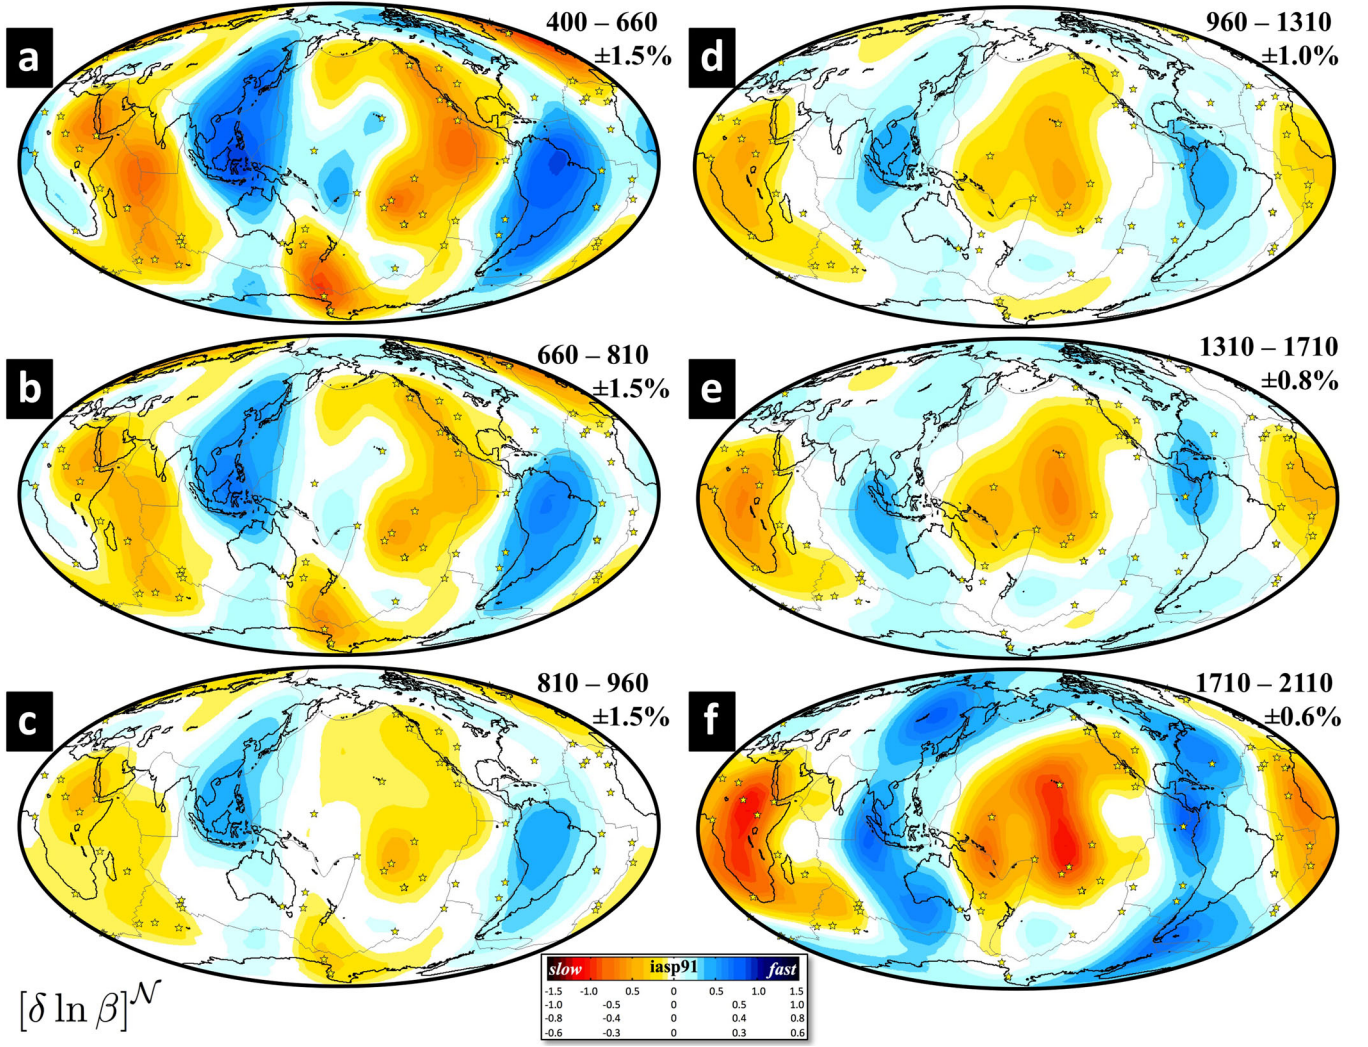 a
400 – 660
±1.5%
d
960 – 1310
±1.0%
b
660 – 810
±1.5%
e
1310 – 1710
±0.8%
c
810 – 960
±1.5%
f
1710 – 2110
±0.6%
slow iasp91 fast
-1.5 -1.0 -0.5 0 0.5 1.0 1.5
-1.0 -0.5 0 0.4 1.0
-0.8 -0.4 0 0.4 0.8
-0.6 -0.3 0 0.3 0.6
[δ ln β]^𝒩